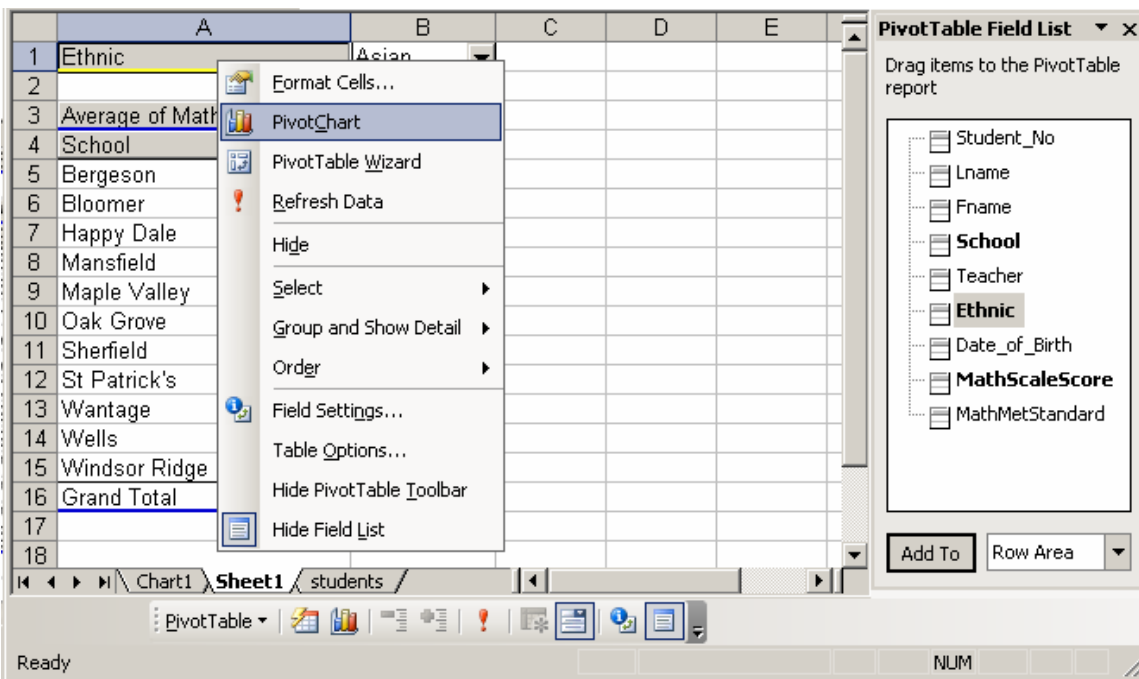 A B C D E
1 Ethnic Asian
2
3 Average of Math
4 School
5 Bergeson
6 Bloomer
7 Happy Dale
8 Mansfield
9 Maple Valley
10 Oak Grove
11 Sherfield
12 St Patrick's
13 Wantage
14 Wells
15 Windsor Ridge
16 Grand Total
17
18
Format Cells...
PivotChart
PivotTable Wizard
Refresh Data
Hide
Select
Group and Show Detail
Order
Field Settings...
Table Options...
Hide PivotTable Toolbar
Hide Field List
PivotTable Field List
Drag items to the PivotTable
report
Student_No
Lname
Fname
School
Teacher
Ethnic
Date_of_Birth
MathScaleScore
MathMetStandard
Add To Row Area
Chart1 Sheet1 students
PivotTable
Ready NUM